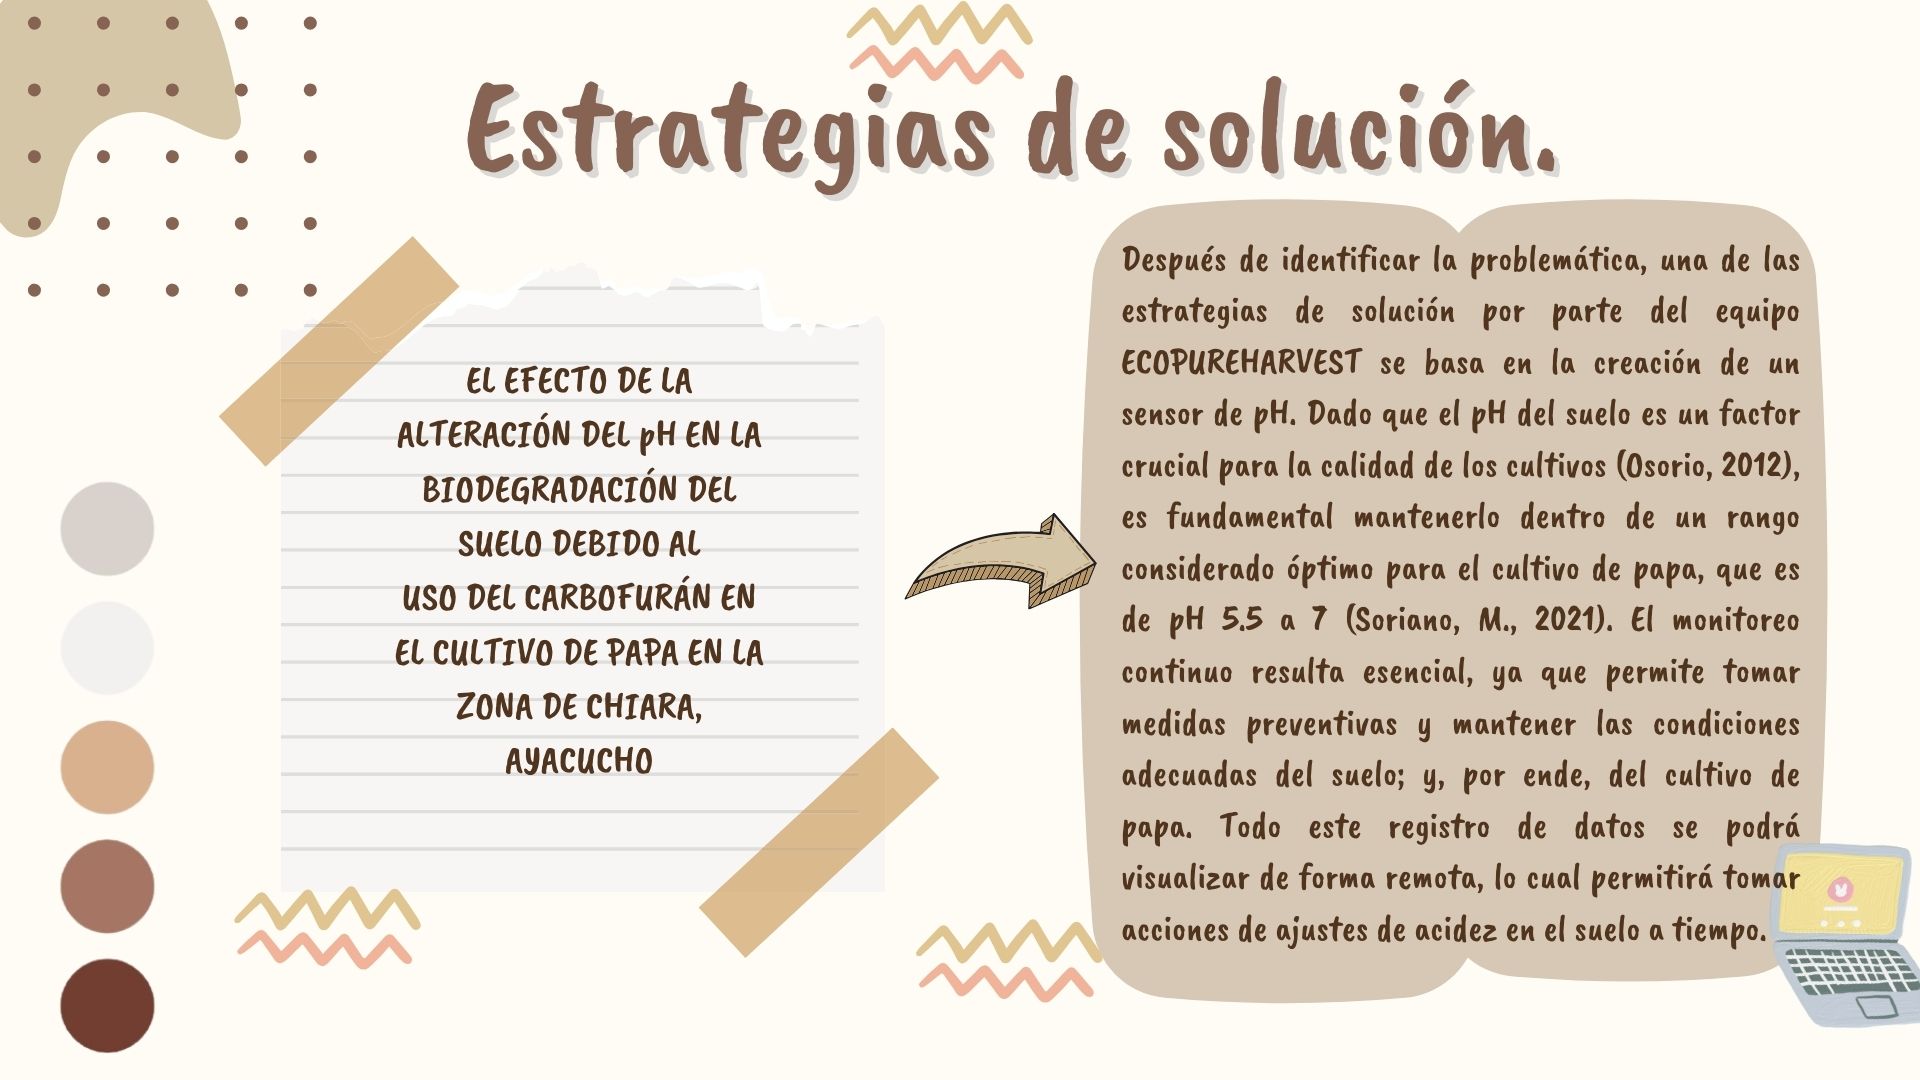 Estrategias de solución.
EL EFECTO DE LA
ALTERACIÓN DEL pH EN LA
BIODEGRADACIÓN DEL
SUELO DEBIDO AL
USO DEL CARBOFURÁN EN
EL CULTIVO DE PAPA EN LA
ZONA DE CHIARA,
AYACUCHO
Después de identificar la problemática, una de las
estrategias de solución por parte del equipo
ECOPUREHARVEST se basa en la creación de un
sensor de pH. Dado que el pH del suelo es un factor
crucial para la calidad de los cultivos (Osorio, 2012),
es fundamental mantenerlo dentro de un rango
considerado óptimo para el cultivo de papa, que es
de pH 5.5 a 7 (Soriano, M., 2021). El monitoreo
continuo resulta esencial, ya que permite tomar
medidas preventivas y mantener las condiciones
adecuadas del suelo; y, por ende, del cultivo de
papa. Todo este registro de datos se podrá
visualizar de forma remota, lo cual permitirá tomar
acciones de ajustes de acidez en el suelo a tiempo.